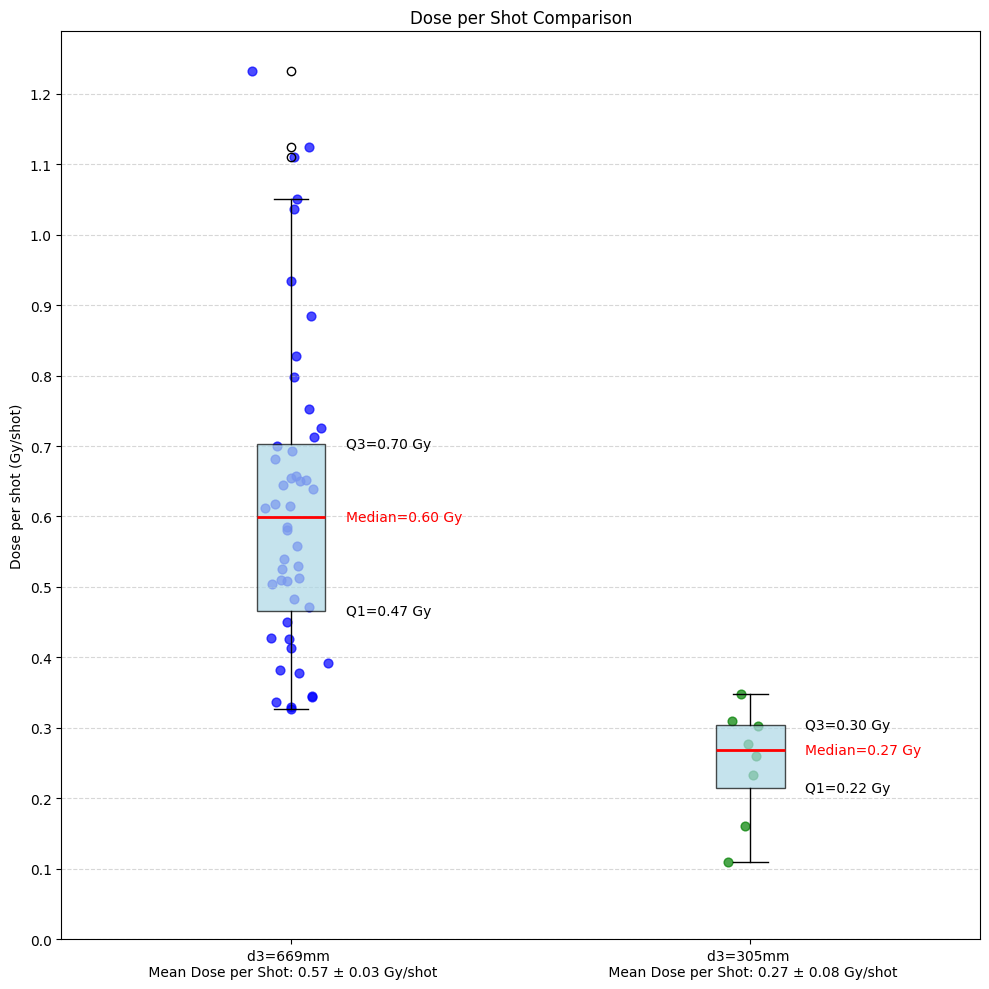 Dose per Shot Comparison
Dose per shot (Gy/shot)
1.2
1.1
1.0
0.9
0.8
0.7
0.6
0.5
0.4
0.3
0.2
0.1
0.0
Q3=0.70 Gy
Median=0.60 Gy
Q1=0.47 Gy
Q3=0.30 Gy
Median=0.27 Gy
Q1=0.22 Gy
d3=669mm
Mean Dose per Shot: 0.57 ± 0.03 Gy/shot
d3=305mm
Mean Dose per Shot: 0.27 ± 0.08 Gy/shot